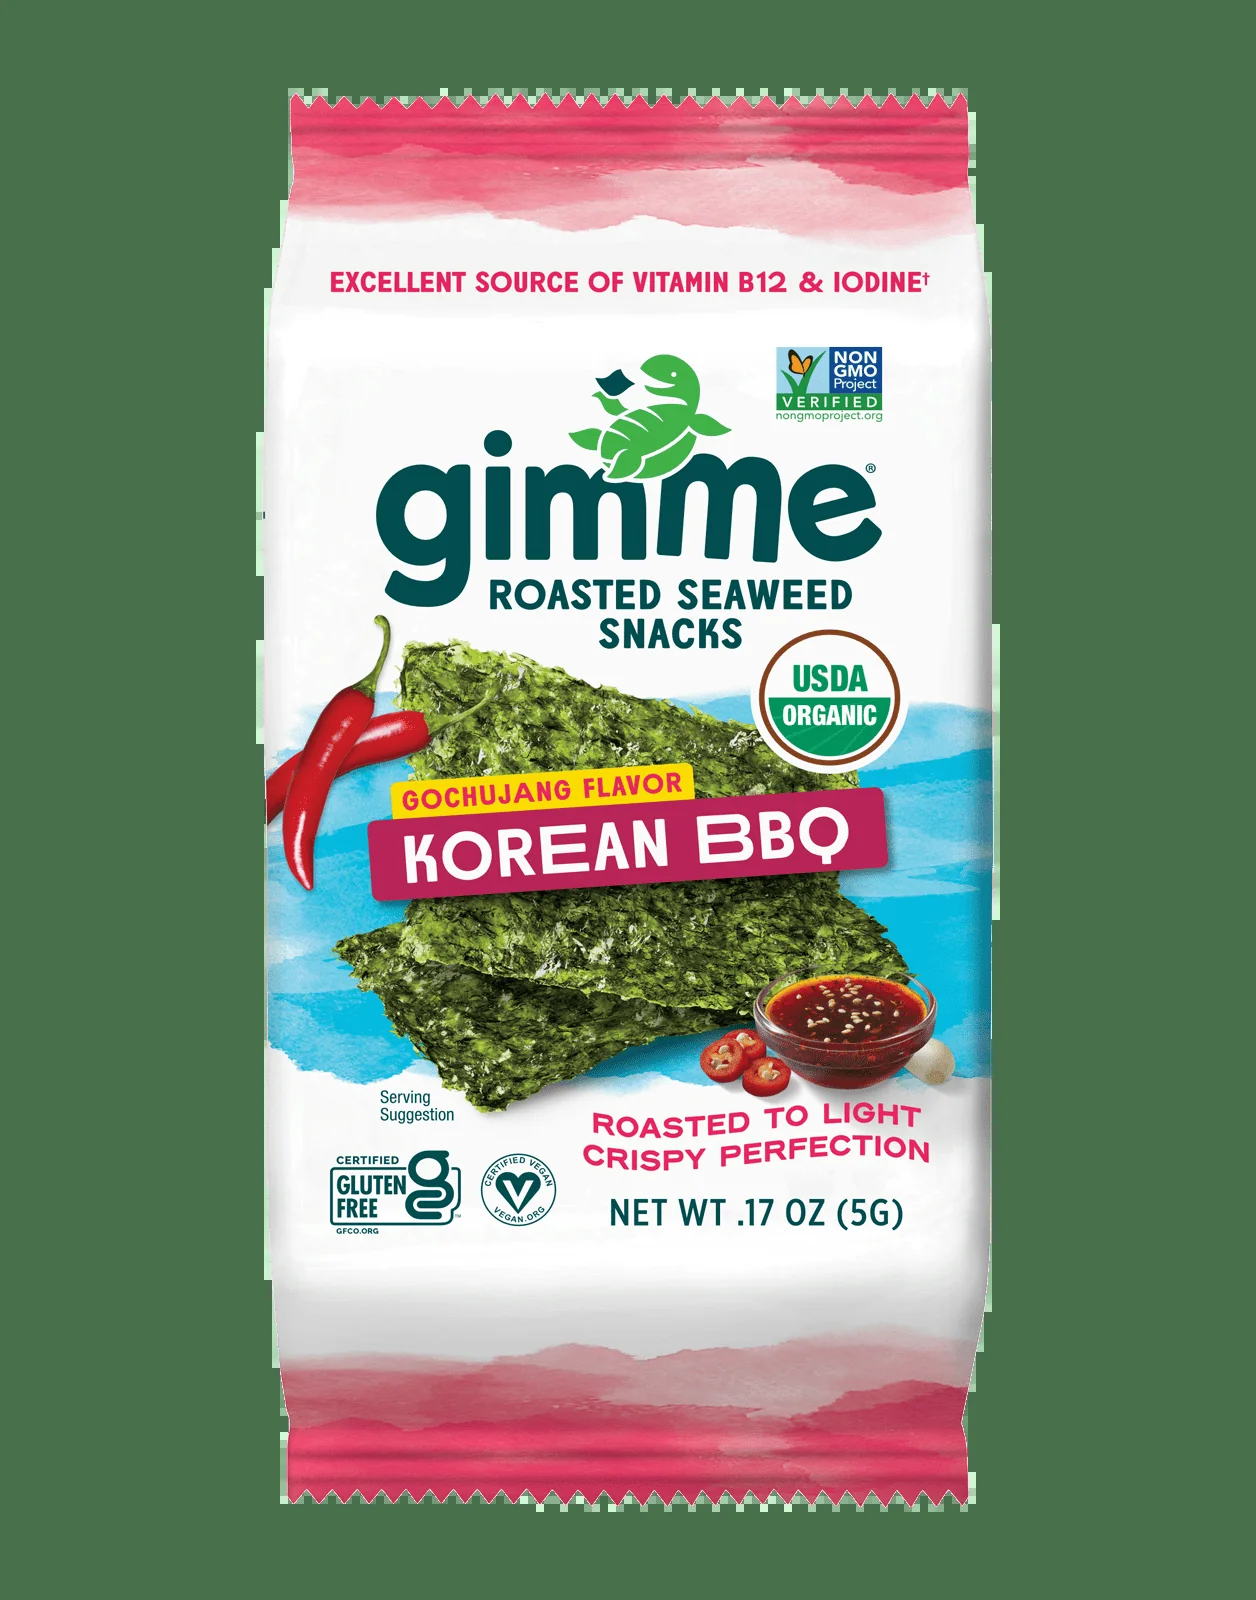 EXCELLENT SOURCE OF VITAMIN B12 & IODINE†
NON
GMO
Project
VERIFIED
nongmoproject.org
gimme®
ROASTED SEAWEED
SNACKS
USDA
ORGANIC
GOCHUJANG FLAVOR
KOREAN BBQ
Serving
Suggestion
ROASTED TO LIGHT
CRISPY PERFECTION
CERTIFIED
GLUTEN
FREE
GFCO.ORG
CERTIFIED VEGAN
VEGAN.ORG
NET WT .17 OZ (5G)